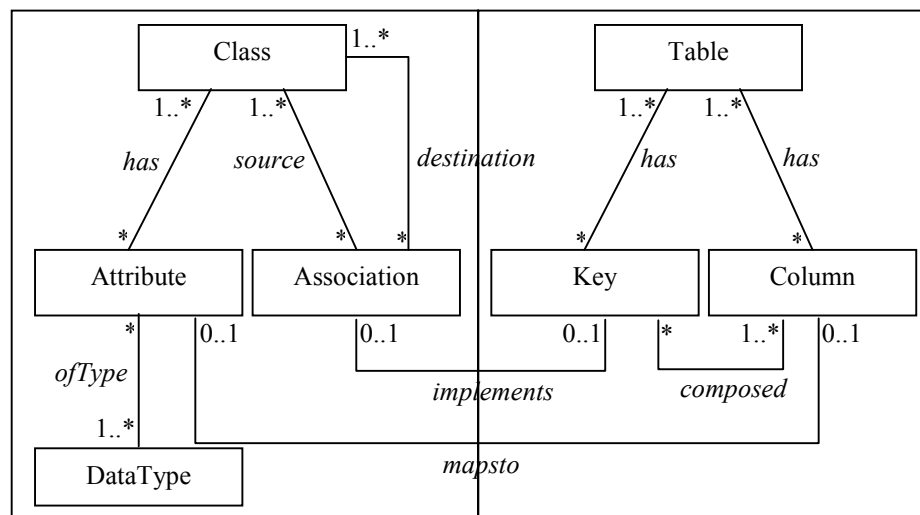 Class
1..*
Table
1..*
1..*
1..*
1..*
has
source
destination
has
has
*
*
*
*
*
Attribute
Association
Key
Column
*
0..1
0..1
0..1
*
1..*
0..1
ofType
implements
composed
1..*
mapsto
DataType